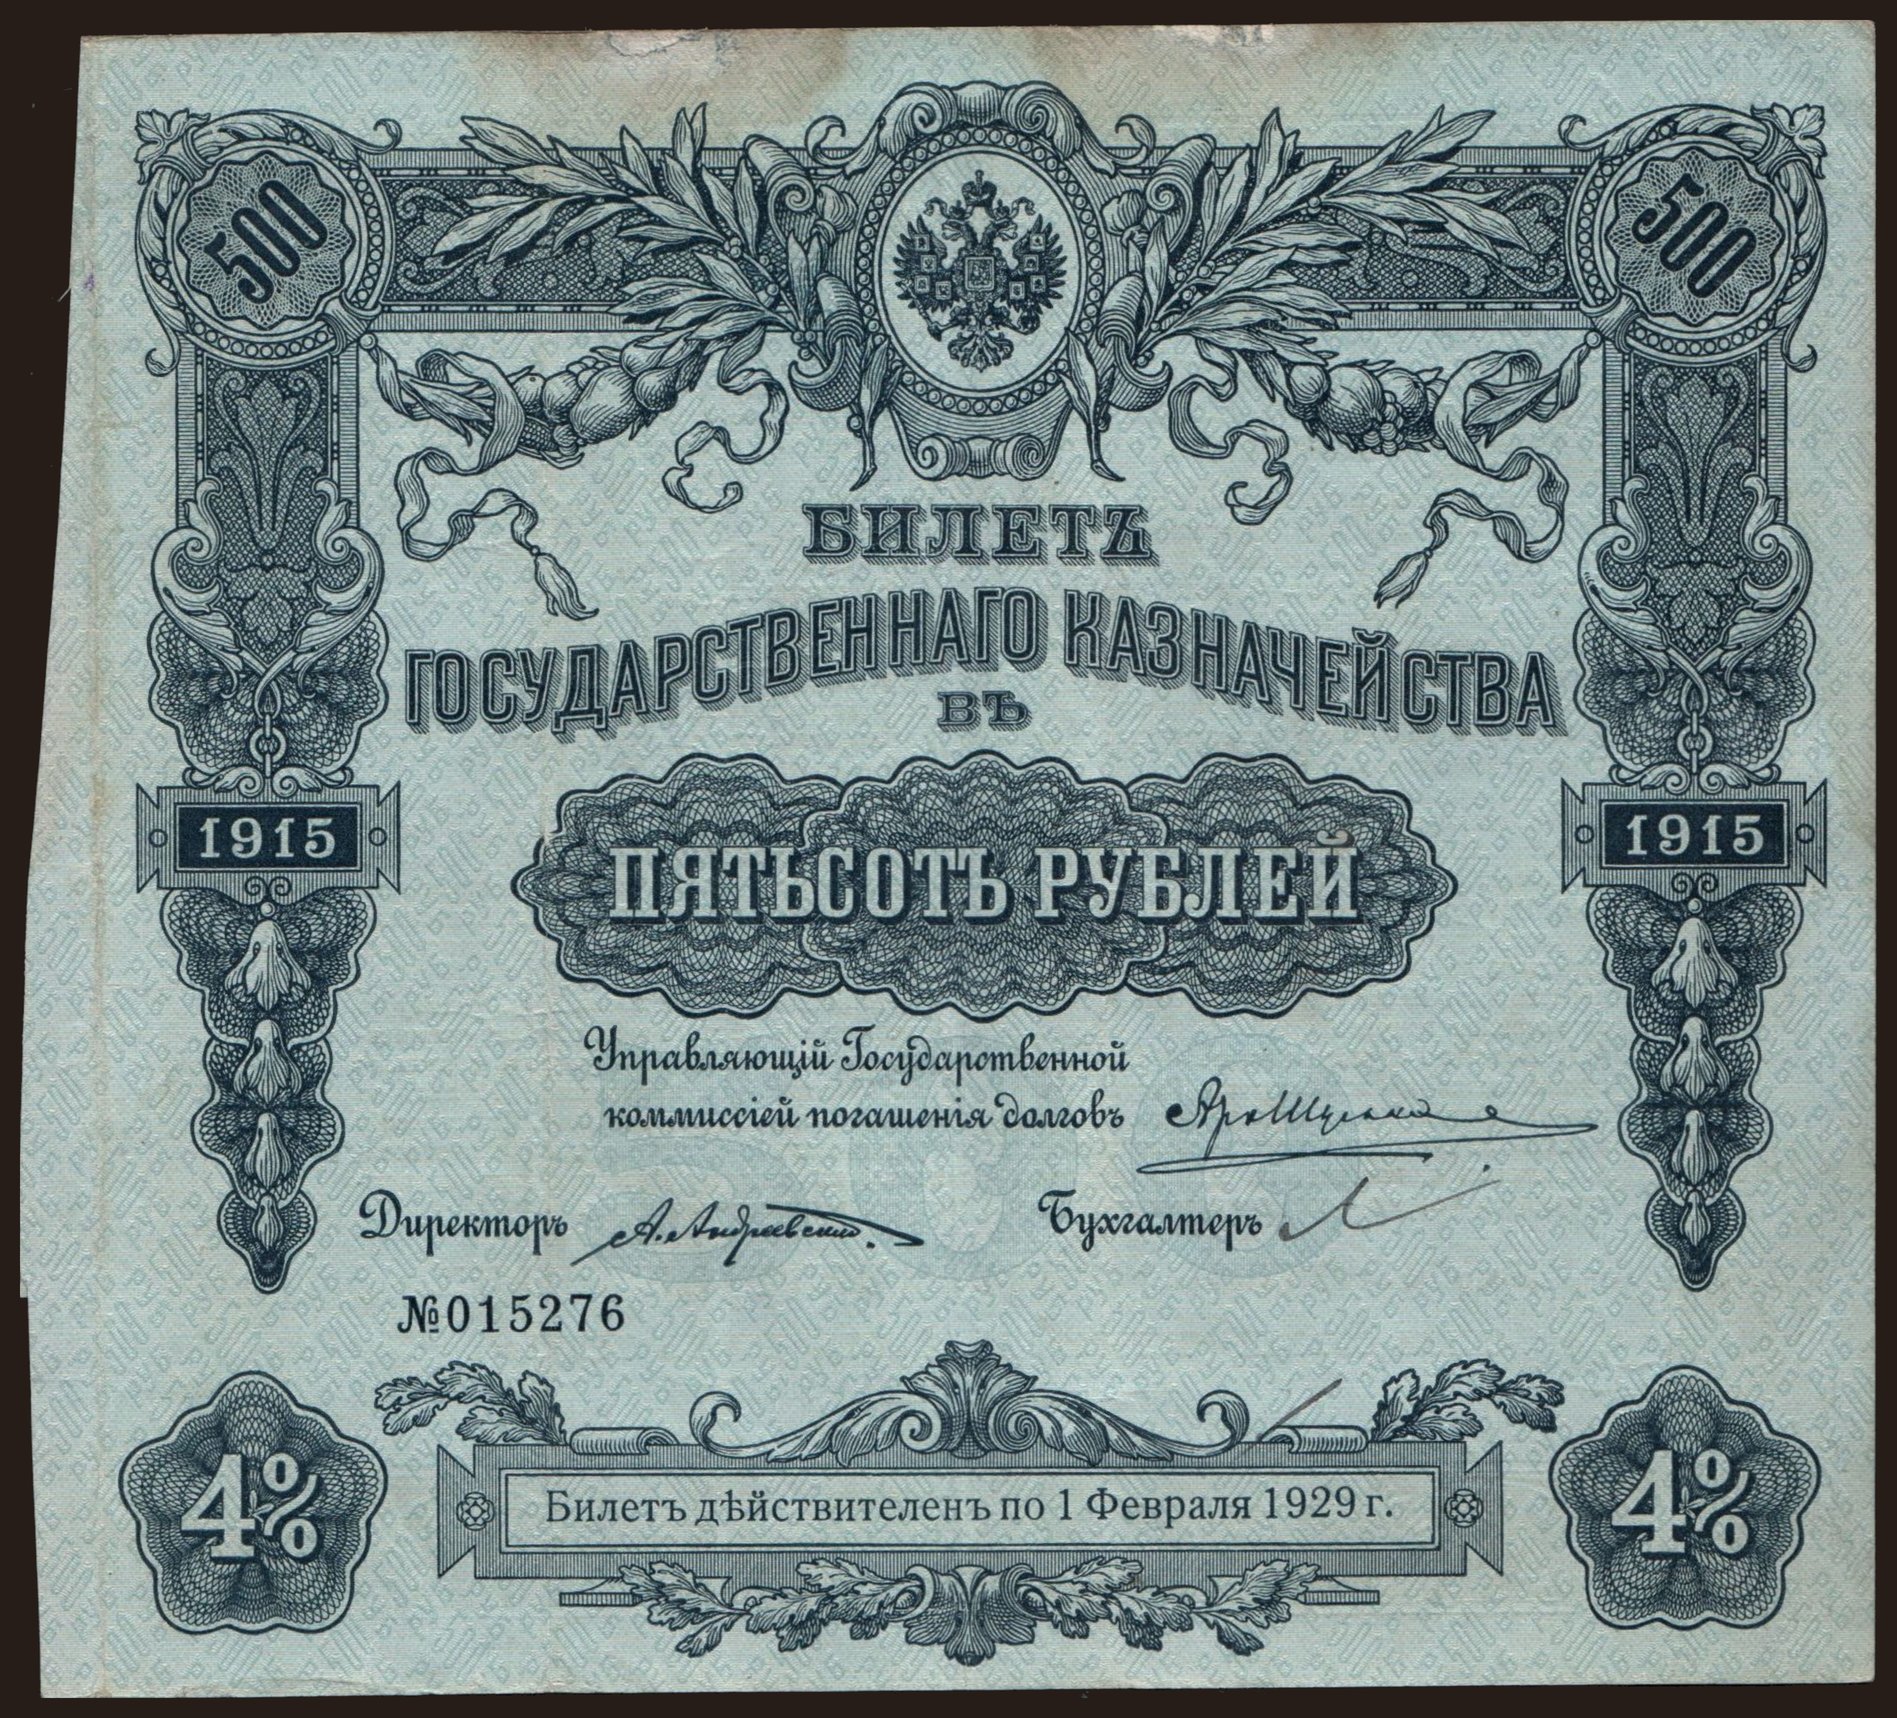 500 500
БИЛЕТЪ
ГОСУДАРСТВЕННАГО КАЗНАЧЕЙСТВА
ВЪ
1915 1915
ПЯТЬСОТЪ РУБЛЕЙ
Управляющій Государственной
коммиссіей погашенія долговъ
Директоръ Бухгалтеръ
№015276
4% 4%
Билетъ дѣйствителенъ по 1 Февраля 1929 г.